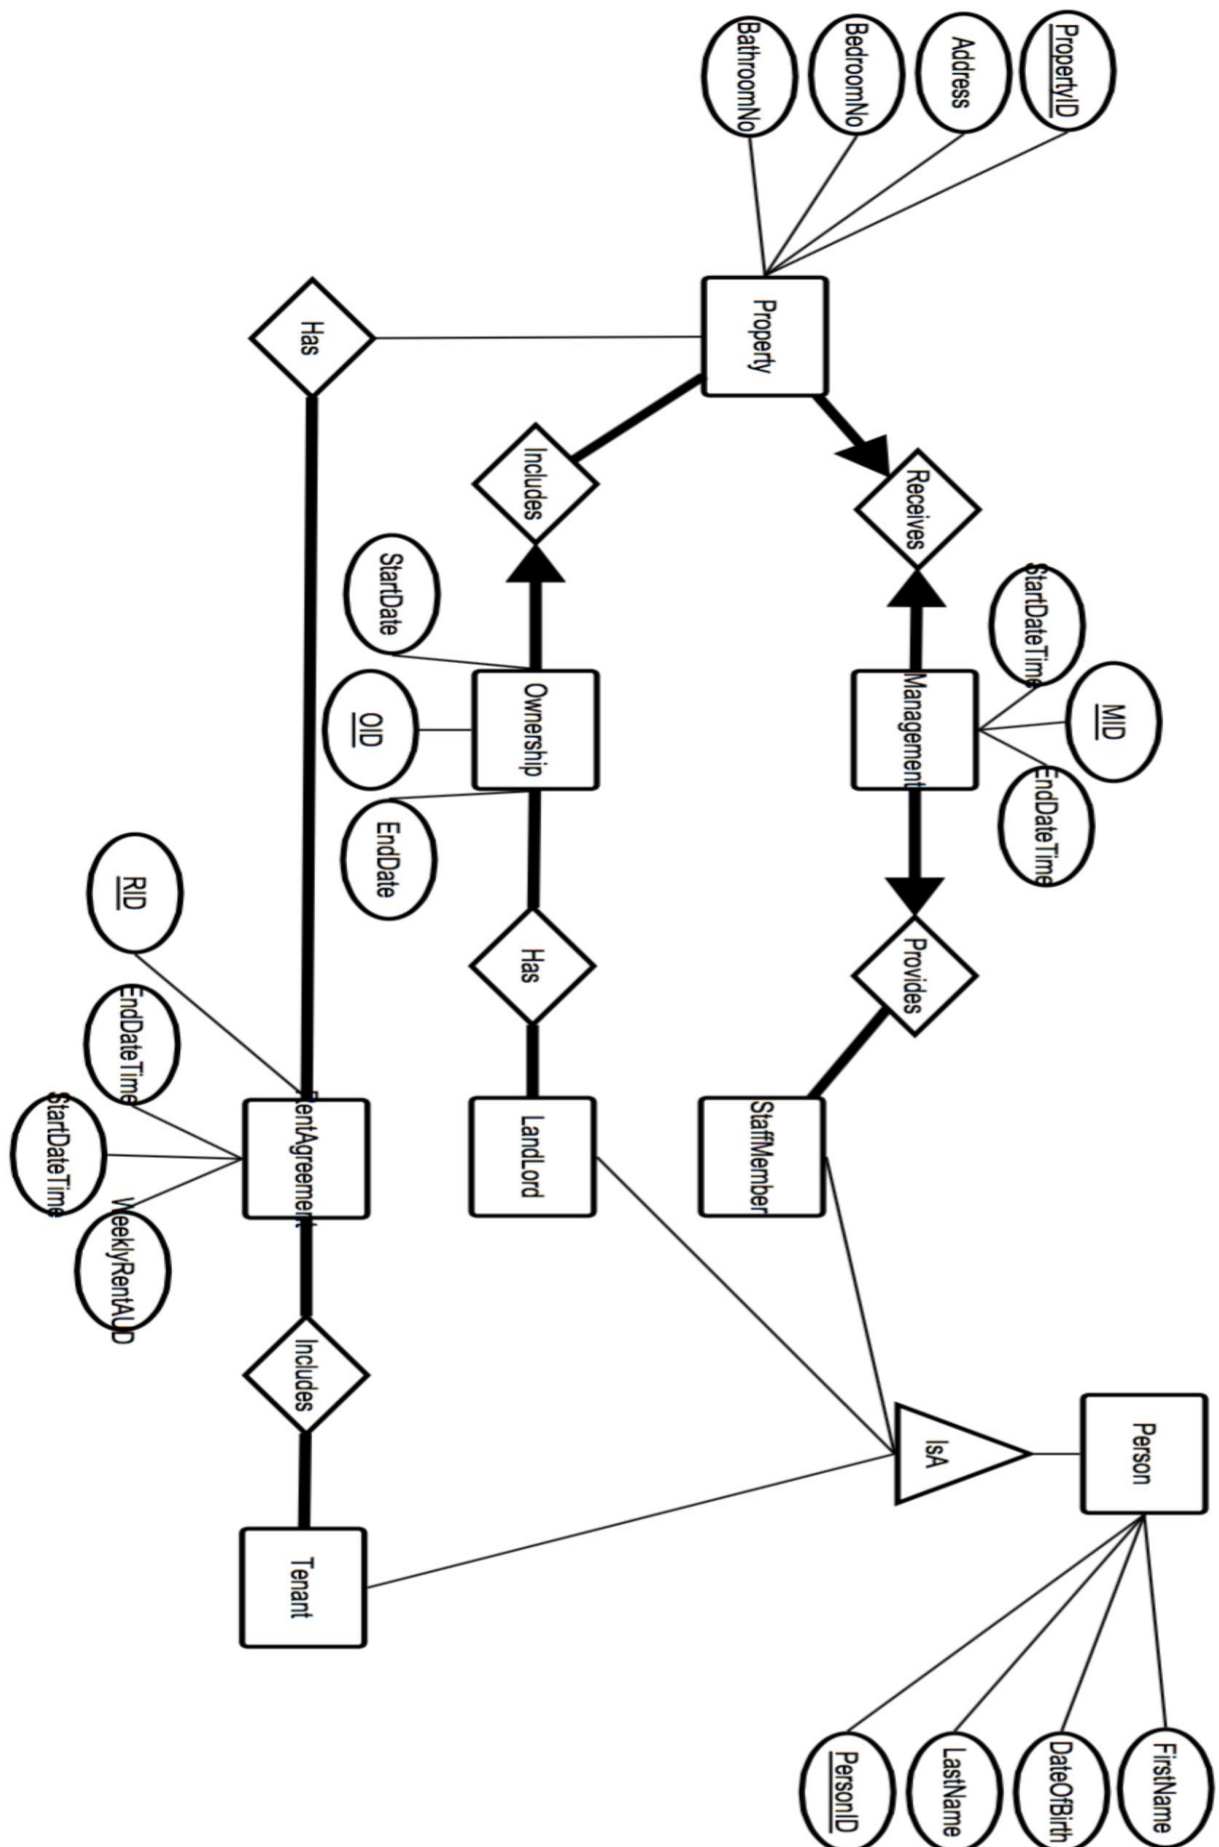 PropertyID
Address
BedroomNo
BathroomNo
Property
Has
Includes
Receives
StartDateTime
MID
EndDateTime
Management
StartDate
OID
EndDate
Ownership
Provides
Has
RID
EndDateTime
StartDateTime
WeeklyRentAUD
RentAgreement
LandLord
StaffMember
Includes
IsA
Person
Tenant
FirstName
DateOfBirth
LastName
PersonID